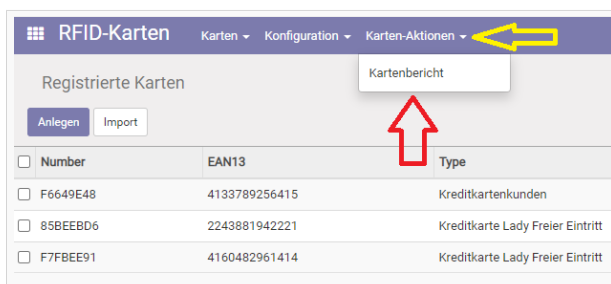 RFID-Karten Karten Konfiguration Karten-Aktionen
Kartenbericht
Registrierte Karten
Anlegen Import
Number EAN13 Type
F6649E48 4133789256415 Kreditkartenkunden
85BEEBD6 2243881942221 Kreditkarte Lady Freier Eintritt
F7FBEE91 4160482961414 Kreditkarte Lady Freier Eintritt